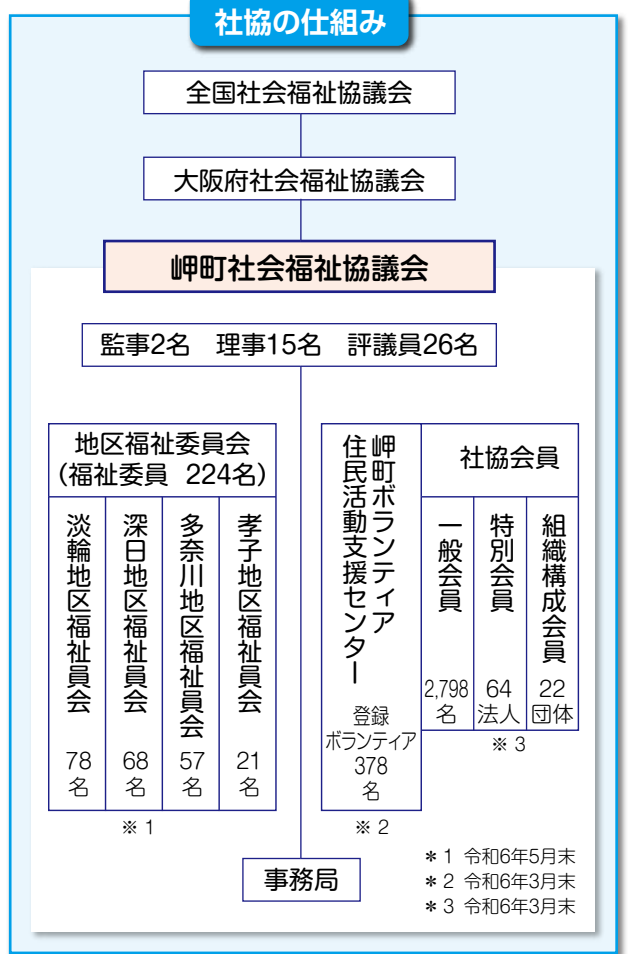 社協の仕組み
全国社会福祉協議会
大阪府社会福祉協議会
岬町社会福祉協議会
監事2名 理事15名 評議員26名
地区福祉委員会
(福祉委員 224名)
淡輪地区福祉員会
78
名
深日地区福祉員会
68
名
多奈川地区福祉員会
57
名
孝子地区福祉員会
21
名
※1
岬町ボランティア
住民活動支援センター
登録
ボランティア
378
名
※2
社協会員
一般会員
2,798
名
特別会員
64
法人
組織構成会員
22
団体
※3
事務局
＊1 令和6年5月末
＊2 令和6年3月末
＊3 令和6年3月末